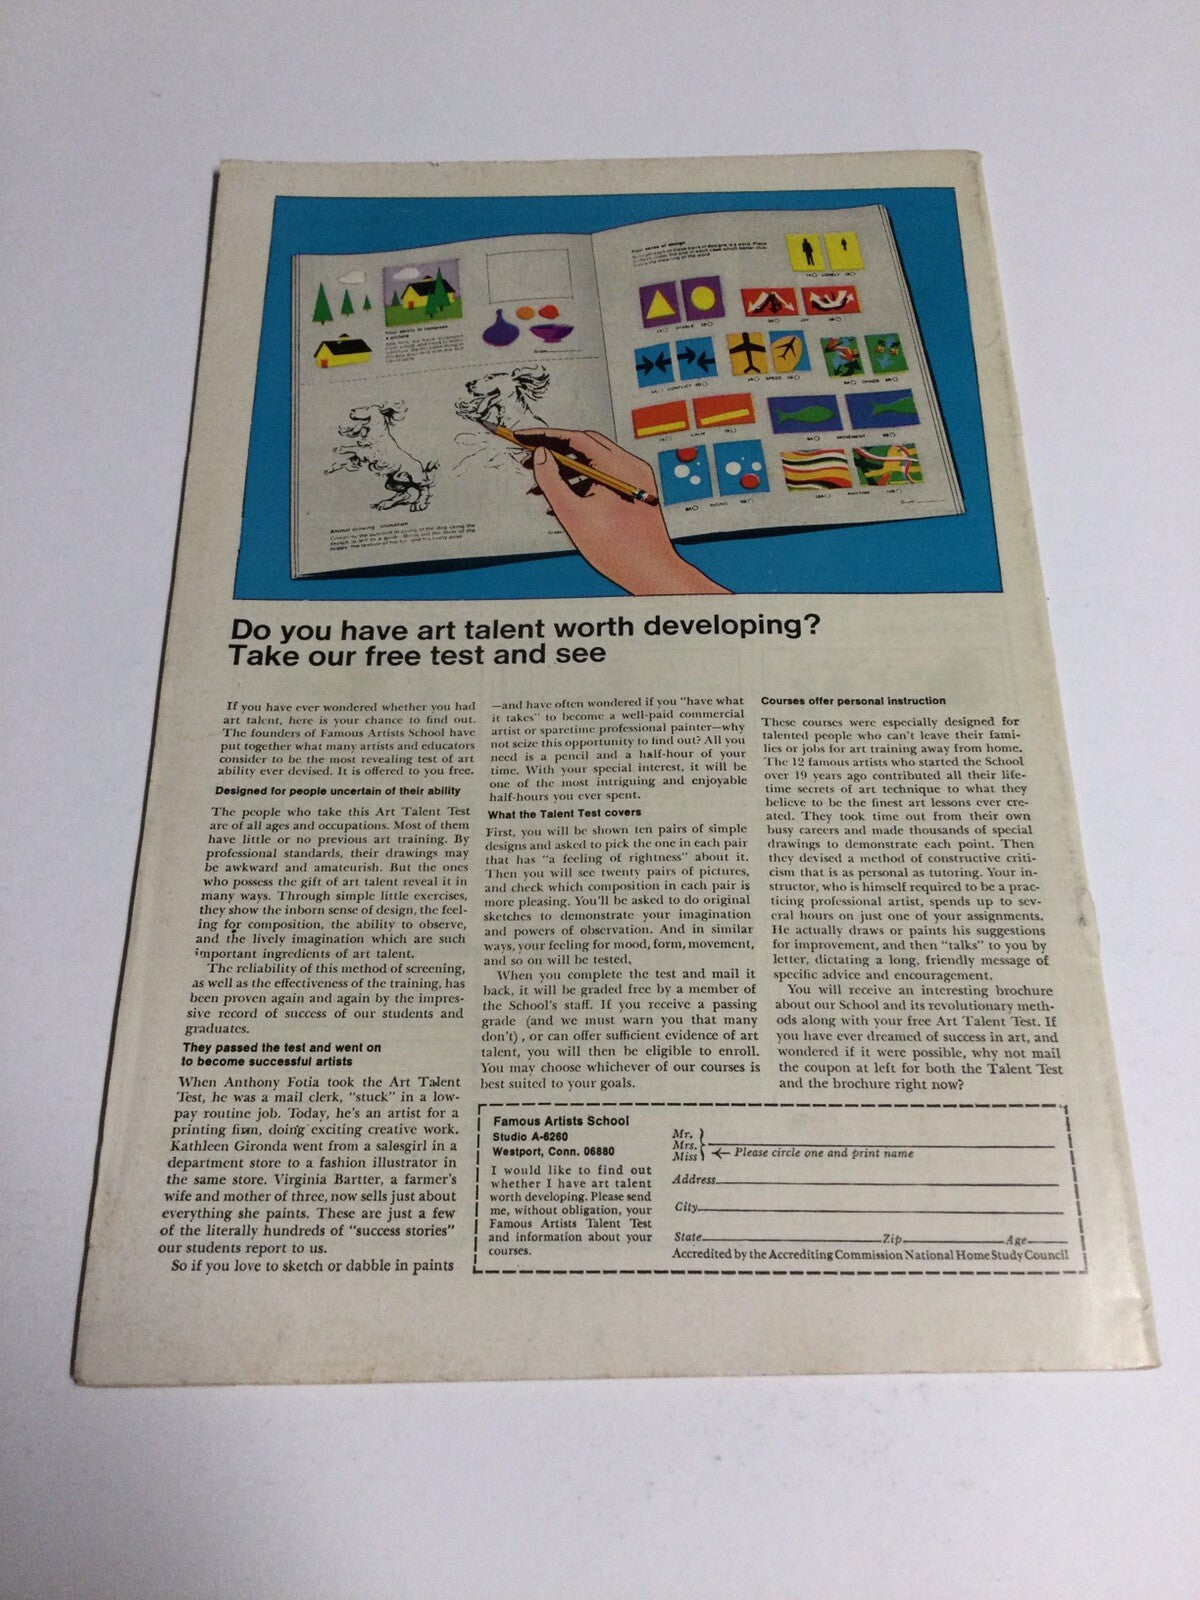 Your ability to compose
a picture
Grade
Animal drawing animation
Your sense of design
LONELY
STABLE
JOY
CONFLICT
SPEED
CHAOS
CALM
MOVEMENT
RISING
RHYTHM
Grade
Do you have art talent worth developing?
Take our free test and see
If you have ever wondered whether you had
art talent, here is your chance to find out.
The founders of Famous Artists School have
put together what many artists and educators
consider to be the most revealing test of art
ability ever devised. It is offered to you free.
Designed for people uncertain of their ability
The people who take this Art Talent Test
are of all ages and occupations. Most of them
have little or no previous art training. By
professional standards, their drawings may
be awkward and amateurish. But the ones
who possess the gift of art talent reveal it in
many ways. Through simple little exercises,
they show the inborn sense of design, the feel-
ing for composition, the ability to observe,
and the lively imagination which are such
important ingredients of art talent.
The reliability of this method of screening,
as well as the effectiveness of the training, has
been proven again and again by the impres-
sive record of success of our students and
graduates.
They passed the test and went on
to become successful artists
When Anthony Fotia took the Art Talent
Test, he was a mail clerk, "stuck" in a low-
pay routine job. Today, he's an artist for a
printing firm, doing exciting creative work.
Kathleen Gironda went from a salesgirl in a
department store to a fashion illustrator in
the same store. Virginia Bartter, a farmer's
wife and mother of three, now sells just about
everything she paints. These are just a few
of the literally hundreds of "success stories"
our students report to us.
So if you love to sketch or dabble in paints
—and have often wondered if you "have what
it takes" to become a well-paid commercial
artist or sparetime professional painter—why
not seize this opportunity to find out? All you
need is a pencil and a half-hour of your
time. With your special interest, it will be
one of the most intriguing and enjoyable
half-hours you ever spent.
What the Talent Test covers
First, you will be shown ten pairs of simple
designs and asked to pick the one in each pair
that has "a feeling of rightness" about it.
Then you will see twenty pairs of pictures,
and check which composition in each pair is
more pleasing. You'll be asked to do original
sketches to demonstrate your imagination
and powers of observation. And in similar
ways, your feeling for mood, form, movement,
and so on will be tested.
When you complete the test and mail it
back, it will be graded free by a member of
the School's staff. If you receive a passing
grade (and we must warn you that many
don't), or can offer sufficient evidence of art
talent, you will then be eligible to enroll.
You may choose whichever of our courses is
best suited to your goals.
Courses offer personal instruction
These courses were especially designed for
talented people who can't leave their fami-
lies or jobs for art training away from home.
The 12 famous artists who started the School
over 19 years ago contributed all their life-
time secrets of art technique to what they
believe to be the finest art lessons ever cre-
ated. They took time out from their own
busy careers and made thousands of special
drawings to demonstrate each point. Then
they devised a method of constructive criti-
cism that is as personal as tutoring. Your in-
structor, who is himself required to be a prac-
ticing professional artist, spends up to sev-
eral hours on just one of your assignments.
He actually draws or paints his suggestions
for improvement, and then "talks" to you by
letter, dictating a long, friendly message of
specific advice and encouragement.
You will receive an interesting brochure
about our School and its revolutionary meth-
ods along with your free Art Talent Test. If
you have ever dreamed of success in art, and
wondered if it were possible, why not mail
the coupon at left for both the Talent Test
and the brochure right now?
Famous Artists School
Studio A-6260
Westport, Conn. 06880
I would like to find out
whether I have art talent
worth developing. Please send
me, without obligation, your
Famous Artists Talent Test
and information about your
courses.
Mr.
Mrs.
Miss
Please circle one and print name
Address
City
State Zip Age
Accredited by the Accrediting Commission National Home Study Council